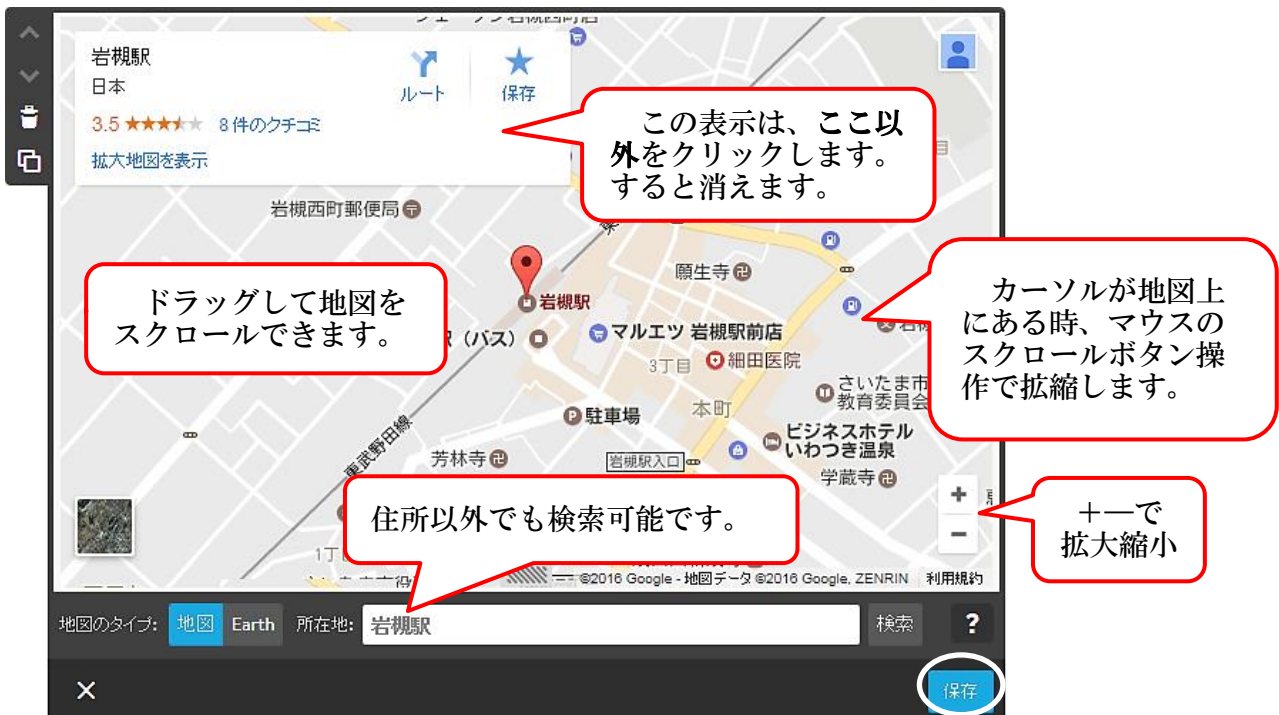 岩槻駅
日本
3.5
8 件のクチコミ
拡大地図を表示
ルート
保存
この表示は、ここ以
外をクリックします。
すると消えます。
岩槻西町郵便局
願生寺
ドラッグして地図を
スクロールできます。
岩槻駅
(バス)
マルエツ 岩槻駅前店
3丁目
細田医院
カーソルが地図上
にある時、マウスの
スクロールボタン操
作で拡縮します。
さいたま市
教育委員会
本町
P
駐車場
ビジネスホテル
いわつき温泉
東武野田線
芳林寺
岩槻駅入口
学蔵寺
住所以外でも検索可能です。
+
−
+―で
拡大縮小
1丁
©2016 Google - 地図データ ©2016 Google, ZENRIN
利用規約
地図のタイプ: 地図 Earth 所在地: 岩槻駅 検索 ?
×
保存